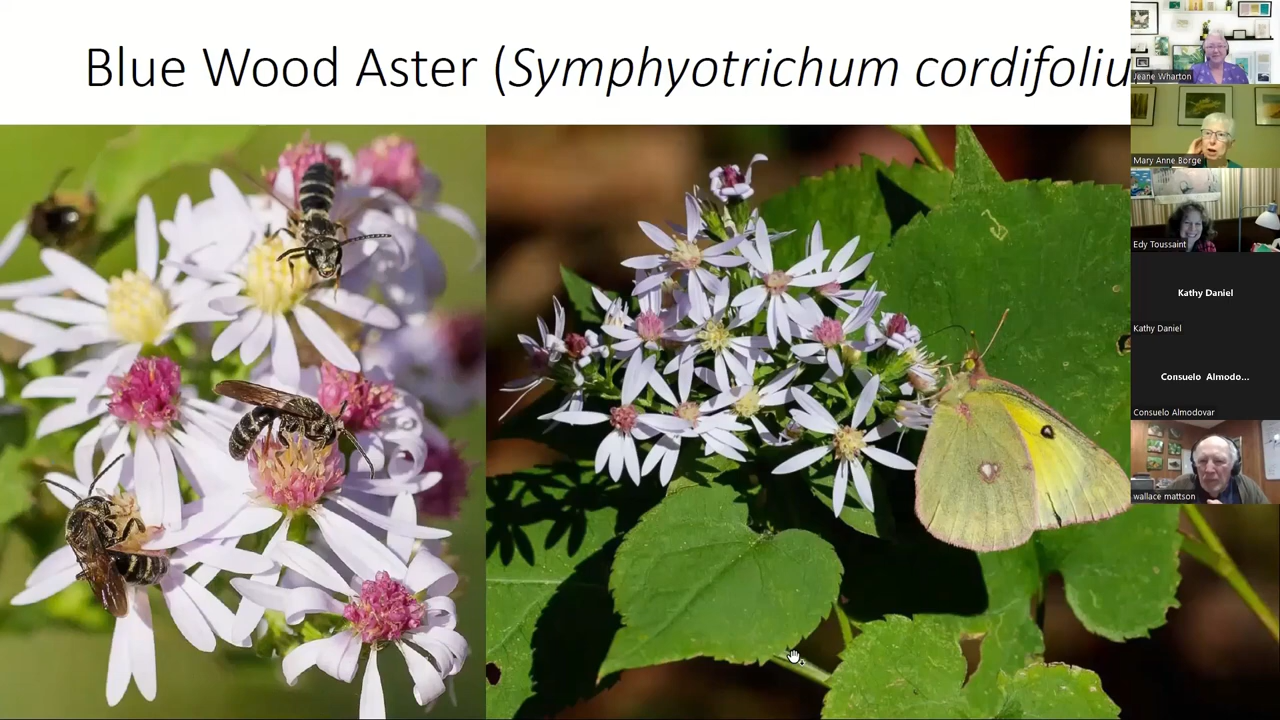 Blue Wood Aster (Symphyotrichum cordifoliu
Jeane Wharton
Mary Anne Borge
Edy Toussaint
Kathy Daniel
Kathy Daniel
Consuelo Almodo...
Consuelo Almodovar
wallace mattson